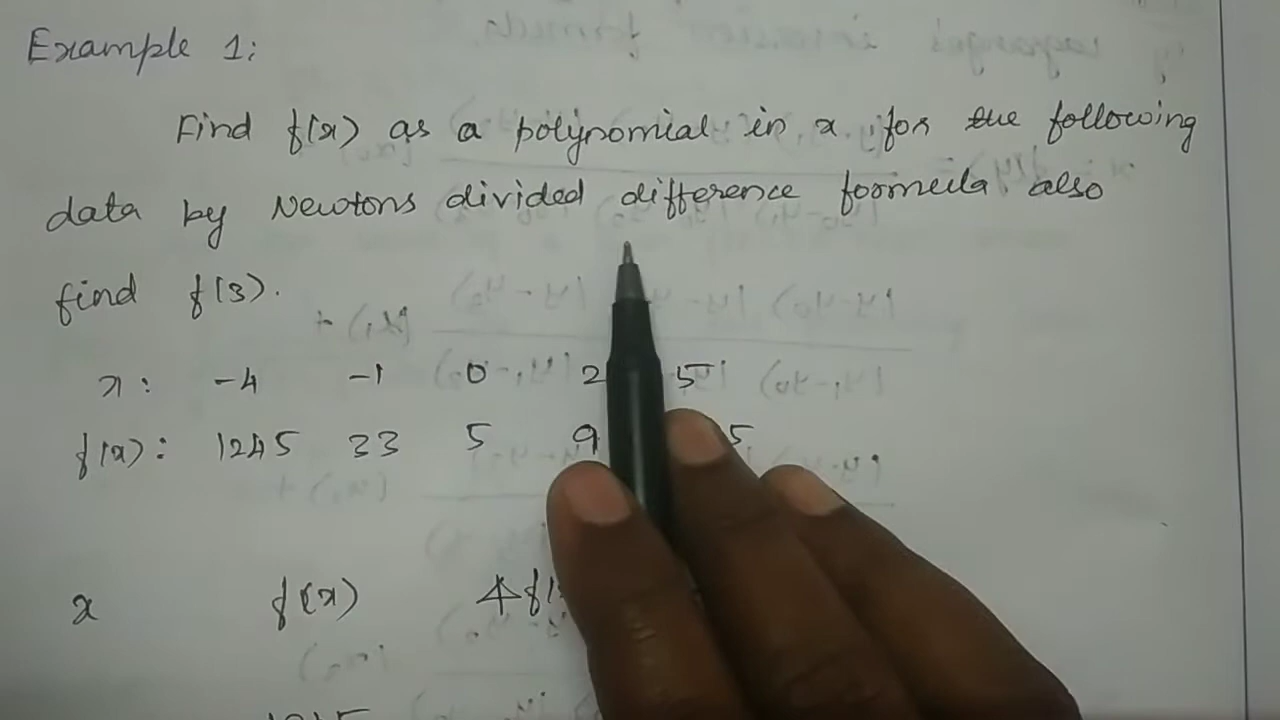 Example 1:
Find f(x) as a polynomial in x for the following
data by Newtons divided difference formula also
find f(3).
x: -4 -1 0 2 5
f(x): 1245 33 5 9 5
x f(x) ⍋f(